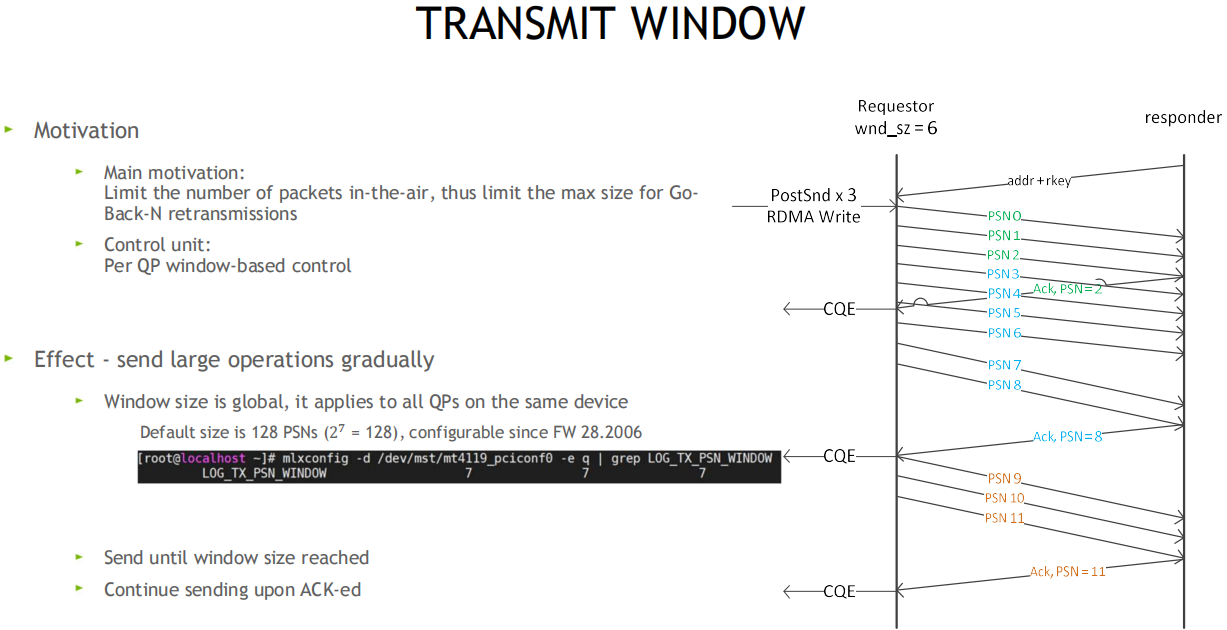 TRANSMIT WINDOW
► Motivation
► Main motivation:
Limit the number of packets in-the-air, thus limit the max size for Go-
Back-N retransmissions
► Control unit:
Per QP window-based control
► Effect - send large operations gradually
► Window size is global, it applies to all QPs on the same device
Default size is 128 PSNs (2⁷ = 128), configurable since FW 28.2006
[root@localhost ~]# mlxconfig -d /dev/mst/mt4119_pciconf0 -e q | grep LOG_TX_PSN_WINDOW
LOG_TX_PSN_WINDOW 7 7 7
► Send until window size reached
► Continue sending upon ACK-ed
Requestor
wnd_sz = 6
responder
addr+rkey
PostSnd x 3
RDMA Write
PSN 0
PSN 1
PSN 2
PSN 3
Ack, PSN = 2
PSN 4
CQE
PSN 5
PSN 6
PSN 7
PSN 8
Ack, PSN = 8
CQE
PSN 9
PSN 10
PSN 11
Ack, PSN = 11
CQE